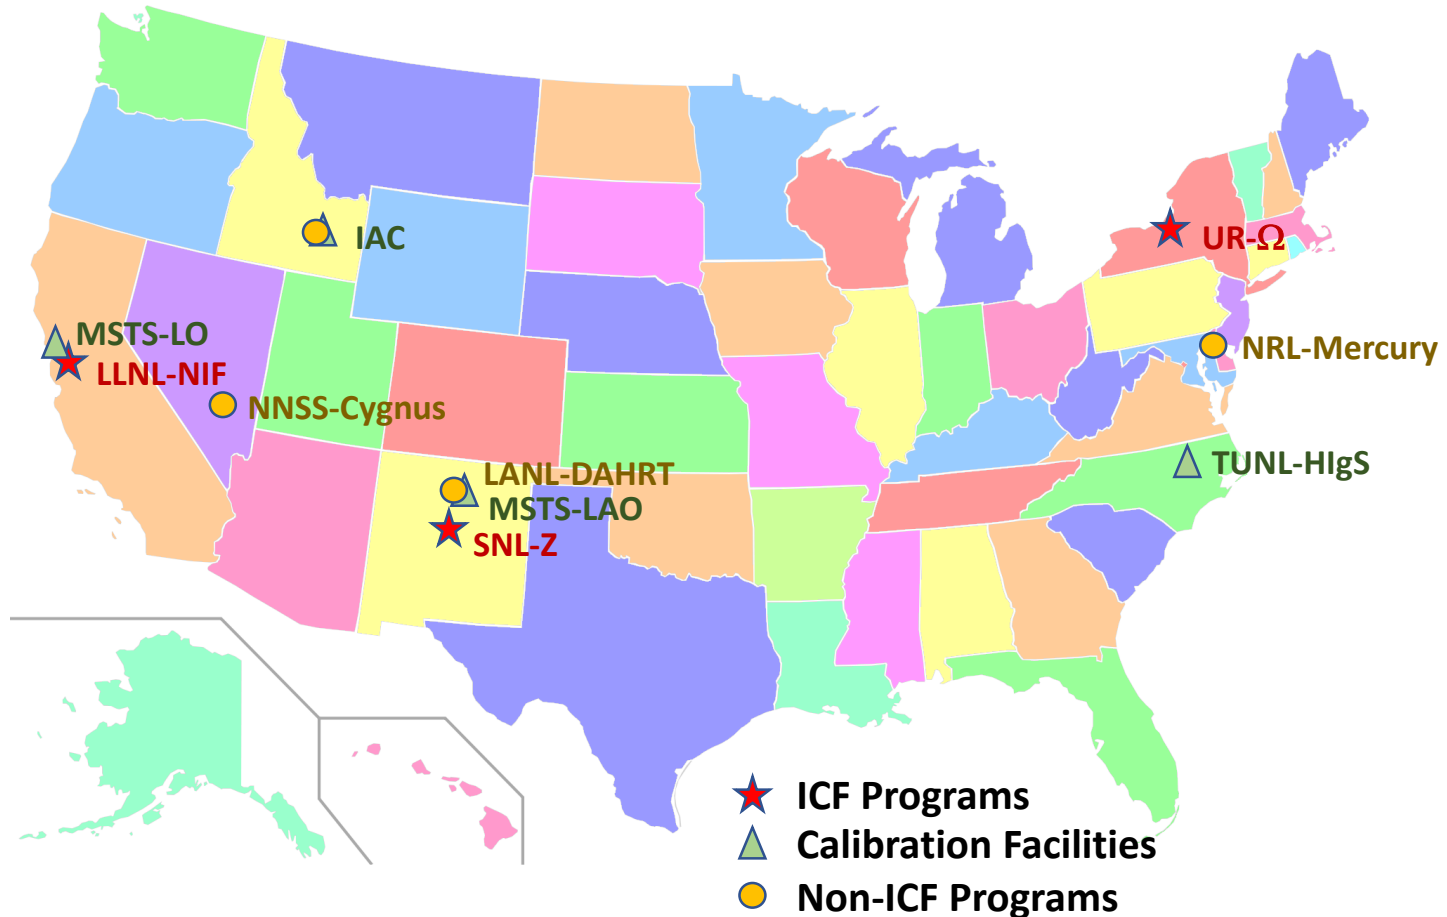 UR-Ω
IAC
MSTS-LO
LLNL-NIF
NRL-Mercury
NNSS-Cygnus
LANL-DAHRT
MSTS-LAO
SNL-Z
TUNL-HIgS
ICF Programs
Calibration Facilities
Non-ICF Programs